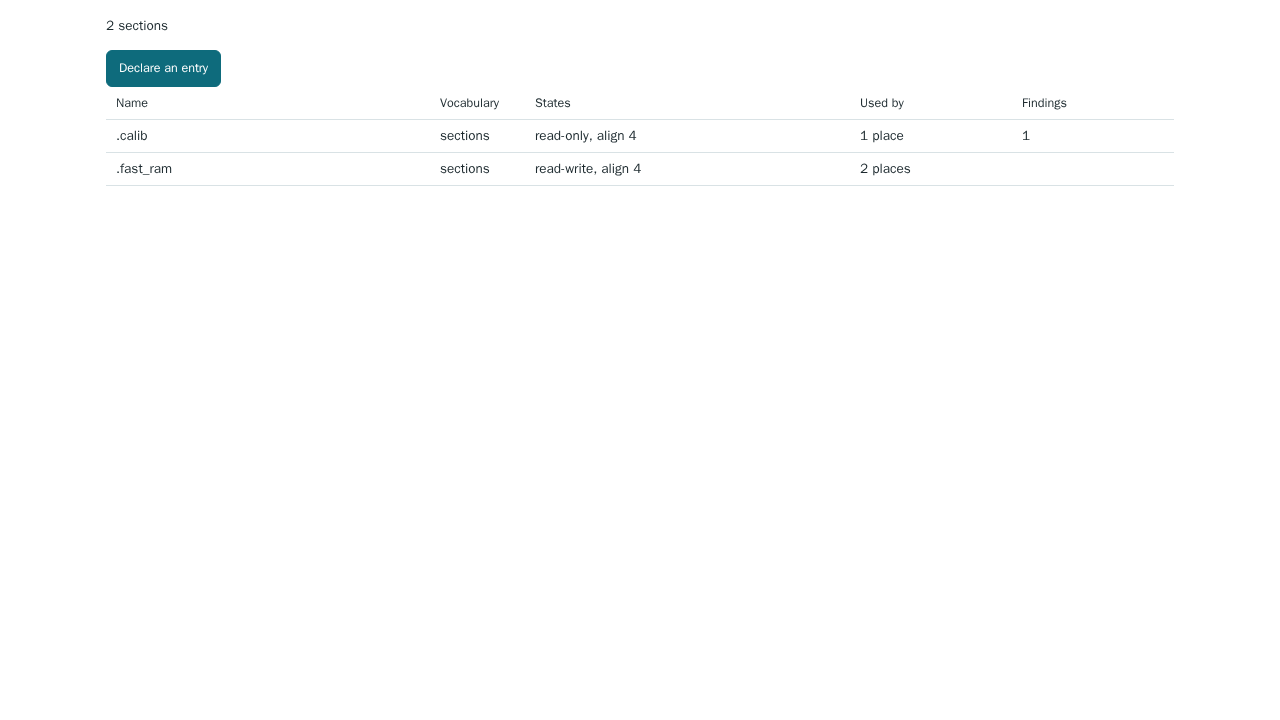 2 sections
Declare an entry
Name Vocabulary States Used by Findings
.calib sections read-only, align 4 1 place 1
.fast_ram sections read-write, align 4 2 places